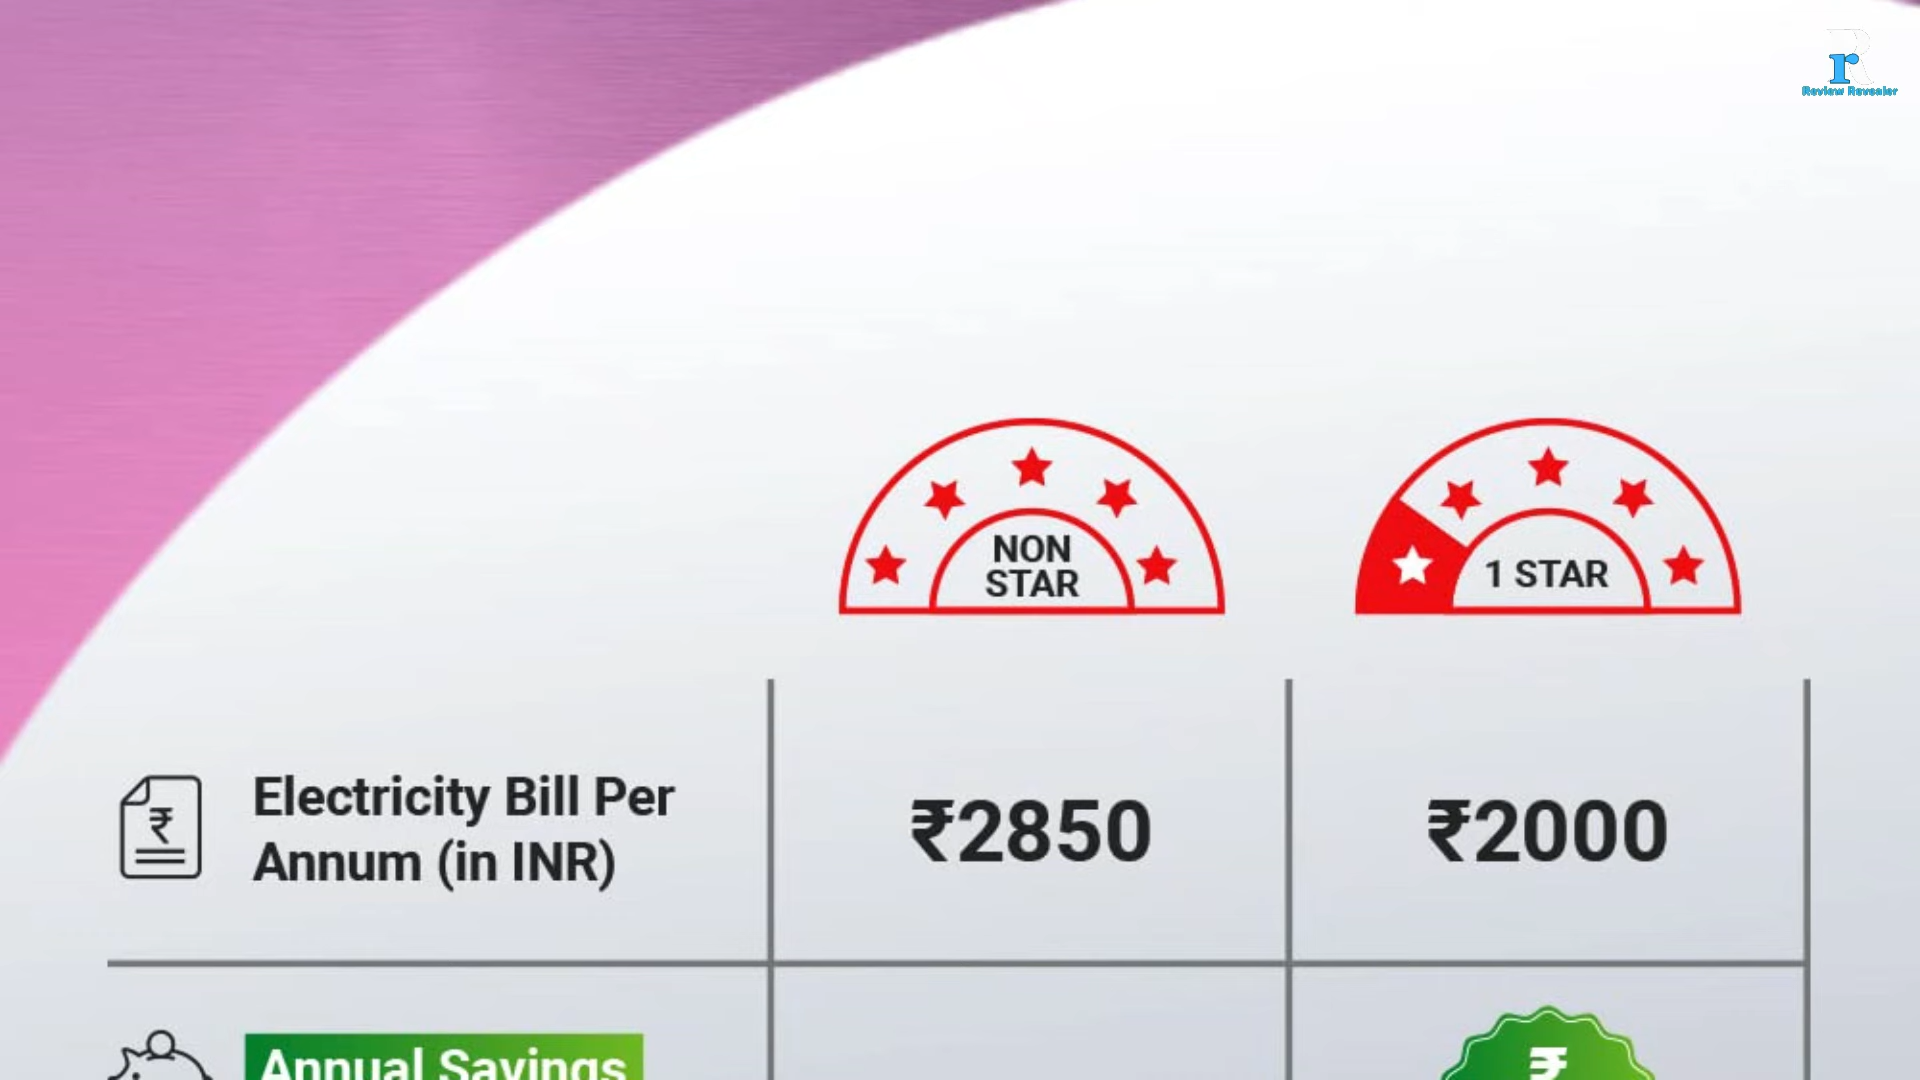 Review Revealer
NON
STAR
1 STAR
Electricity Bill Per
Annum (in INR)
₹2850
₹2000
Annual Savings
₹